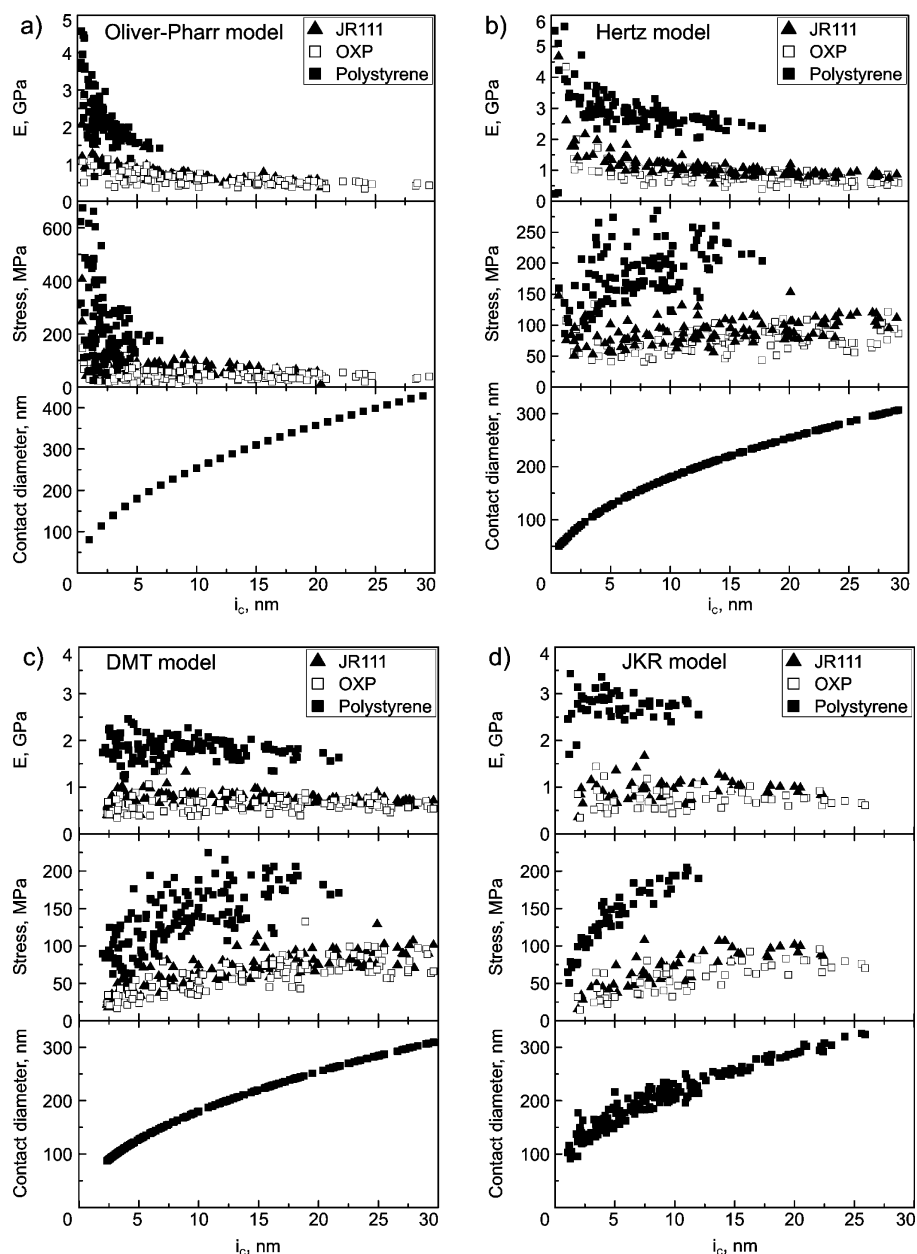 a) Oliver-Pharr model
JR111
OXP
Polystyrene
E, GPa
5
4
3
2
1
0
Stress, MPa
600
400
200
0
Contact diameter, nm
400
300
200
100
0 5 10 15 20 25 30
i_c, nm
b) Hertz model
JR111
OXP
Polystyrene
E, GPa
6
5
4
3
2
1
0
Stress, MPa
250
200
150
100
50
0
Contact diameter, nm
300
200
100
0 5 10 15 20 25 30
i_c, nm
c) DMT model
JR111
OXP
Polystyrene
E, GPa
4
3
2
1
0
Stress, MPa
200
150
100
50
0
Contact diameter, nm
300
200
100
0 5 10 15 20 25 30
i_c, nm
d) JKR model
JR111
OXP
Polystyrene
E, GPa
4
3
2
1
0
Stress, MPa
200
150
100
50
0
Contact diameter, nm
300
200
100
0 5 10 15 20 25 30
i_c, nm